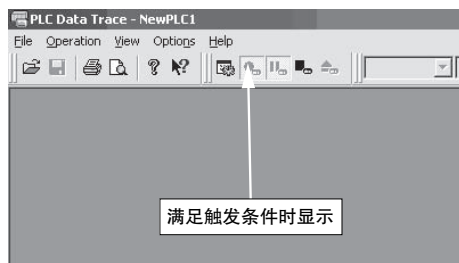 PLC Data Trace - NewPLC1
File Operation View Options Help
满足触发条件时显示